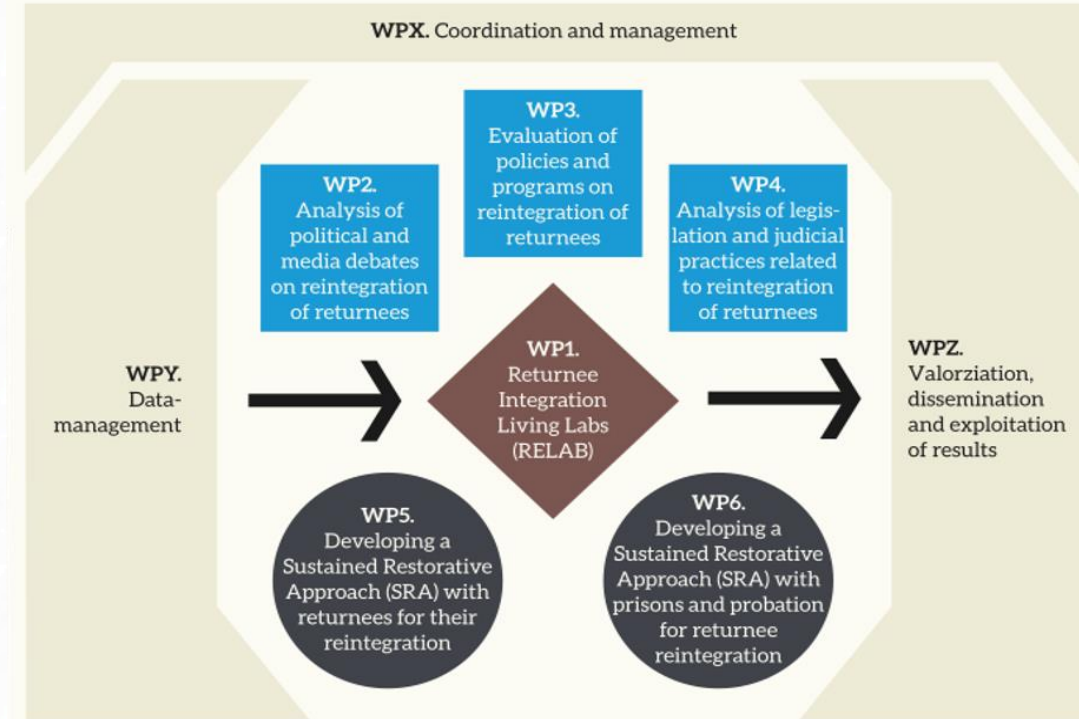 WPX. Coordination and management
WP3.
Evaluation of
policies and
programs on
reintegration of
returnees
WP2.
Analysis of
political and
media debates
on reintegration
of returnees
WP4.
Analysis of legis-
lation and judicial
practices related
to reintegration
of returnees
WPY.
Data-
management
WP1.
Returnee
Integration
Living Labs
(RELAB)
WPZ.
Valorziation,
dissemination
and exploitation
of results
WP5.
Developing a
Sustained Restorative
Approach (SRA) with
returnees for their
reintegration
WP6.
Developing a
Sustained Restorative
Approach (SRA) with
prisons and probation
for returnee
reintegration